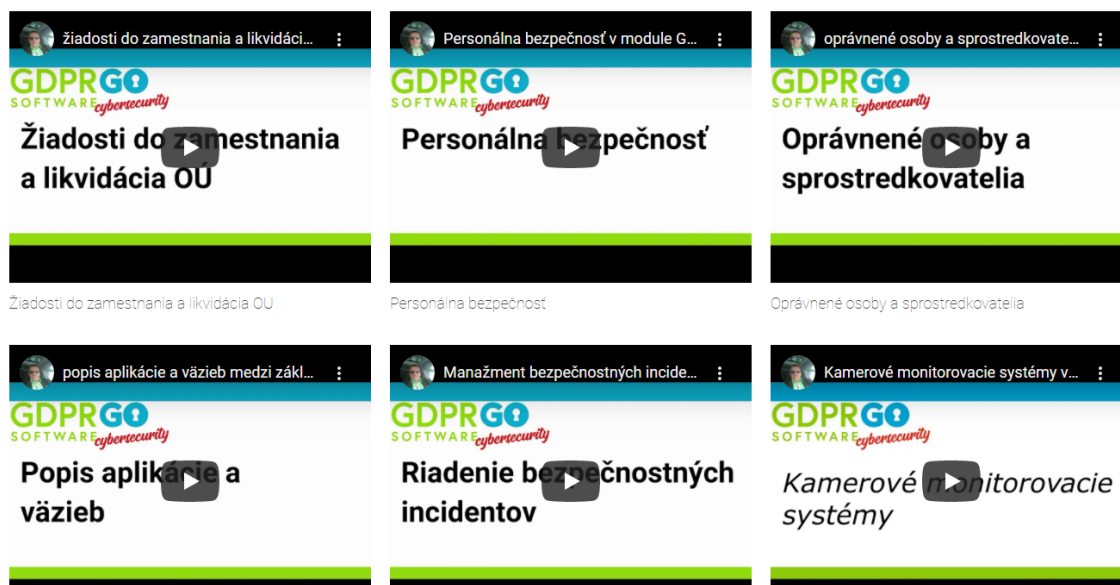 žiadosti do zamestnania a likvidáci...
Personálna bezpečnosť v module G...
oprávnené osoby a sprostredkovate...
GDPRGO
SOFTWARE cybersecurity
Žiadosti do zamestnania
a likvidácia OÚ
GDPRGO
SOFTWARE cybersecurity
Personálna bezpečnosť
GDPRGO
SOFTWARE cybersecurity
Oprávnené osoby a
sprostredkovatelia
Žiadosti do zamestnania a likvidácia OU
Personálna bezpečnosť
Oprávnené osoby a sprostredkovatelia
popis aplikácie a väzieb medzi zákl...
Manažment bezpečnostných incide...
Kamerové monitorovacie systémy v...
GDPRGO
SOFTWARE cybersecurity
Popis aplikácie a
väzieb
GDPRGO
SOFTWARE cybersecurity
Riadenie bezpečnostných
incidentov
GDPRGO
SOFTWARE cybersecurity
Kamerové monitorovacie
systémy